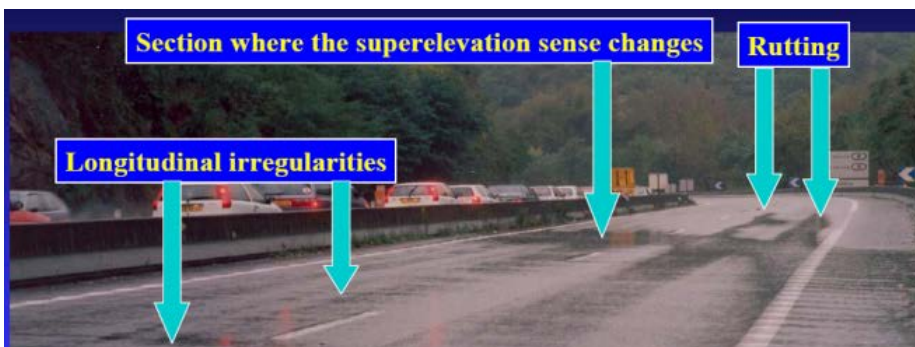 Section where the superelevation sense changes
Rutting
Longitudinal irregularities